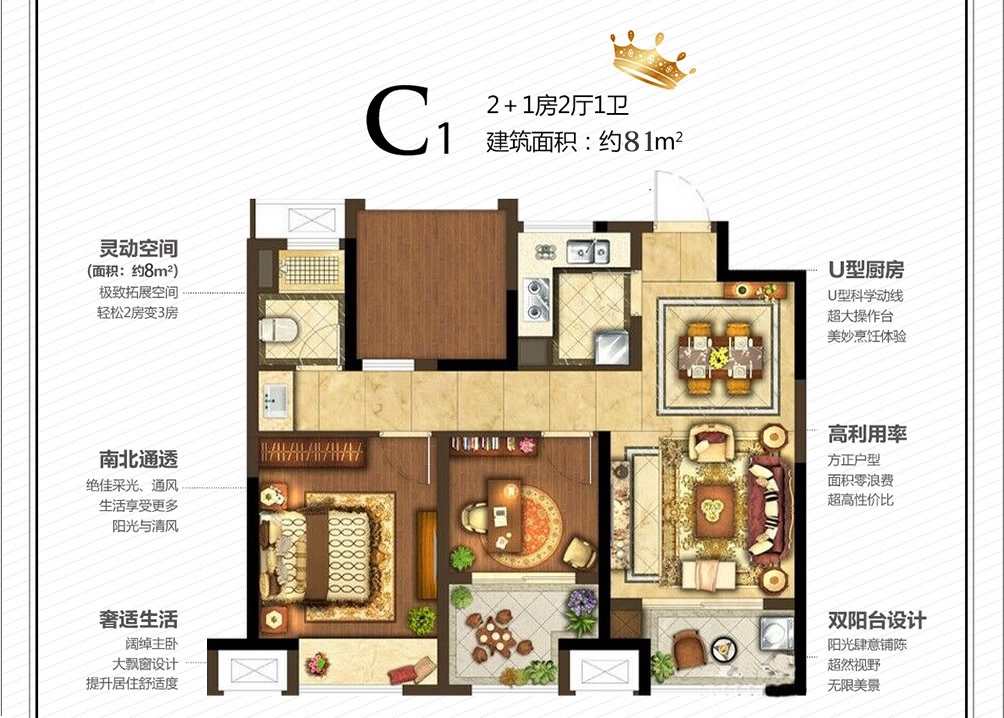 C1
2+1房2厅1卫
建筑面积：约81m²
灵动空间
(面积：约8m²)
极致拓展空间
轻松2房变3房
南北通透
绝佳采光、通风
生活享受更多
阳光与清风
奢适生活
阔绰主卧
大飘窗设计
提升居住舒适度
U型厨房
U型科学动线
超大操作台
美妙烹饪体验
高利用率
方正户型
面积零浪费
超高性价比
双阳台设计
阳光肆意铺陈
超然视野
无限美景